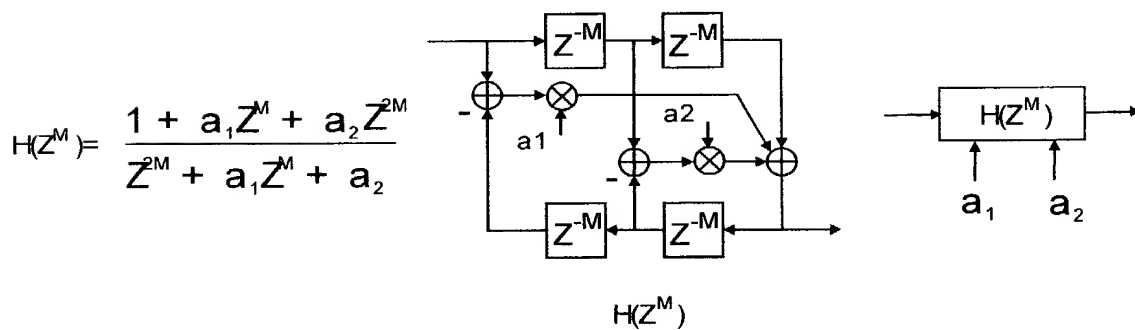 H(Z^M)= 1 + a₁Z^M + a₂Z^2M
Z^2M + a₁Z^M + a₂
Z^-M Z^-M
-
a1
a2
-
Z^-M Z^-M
H(Z^M)
H(Z^M)
a₁ a₂